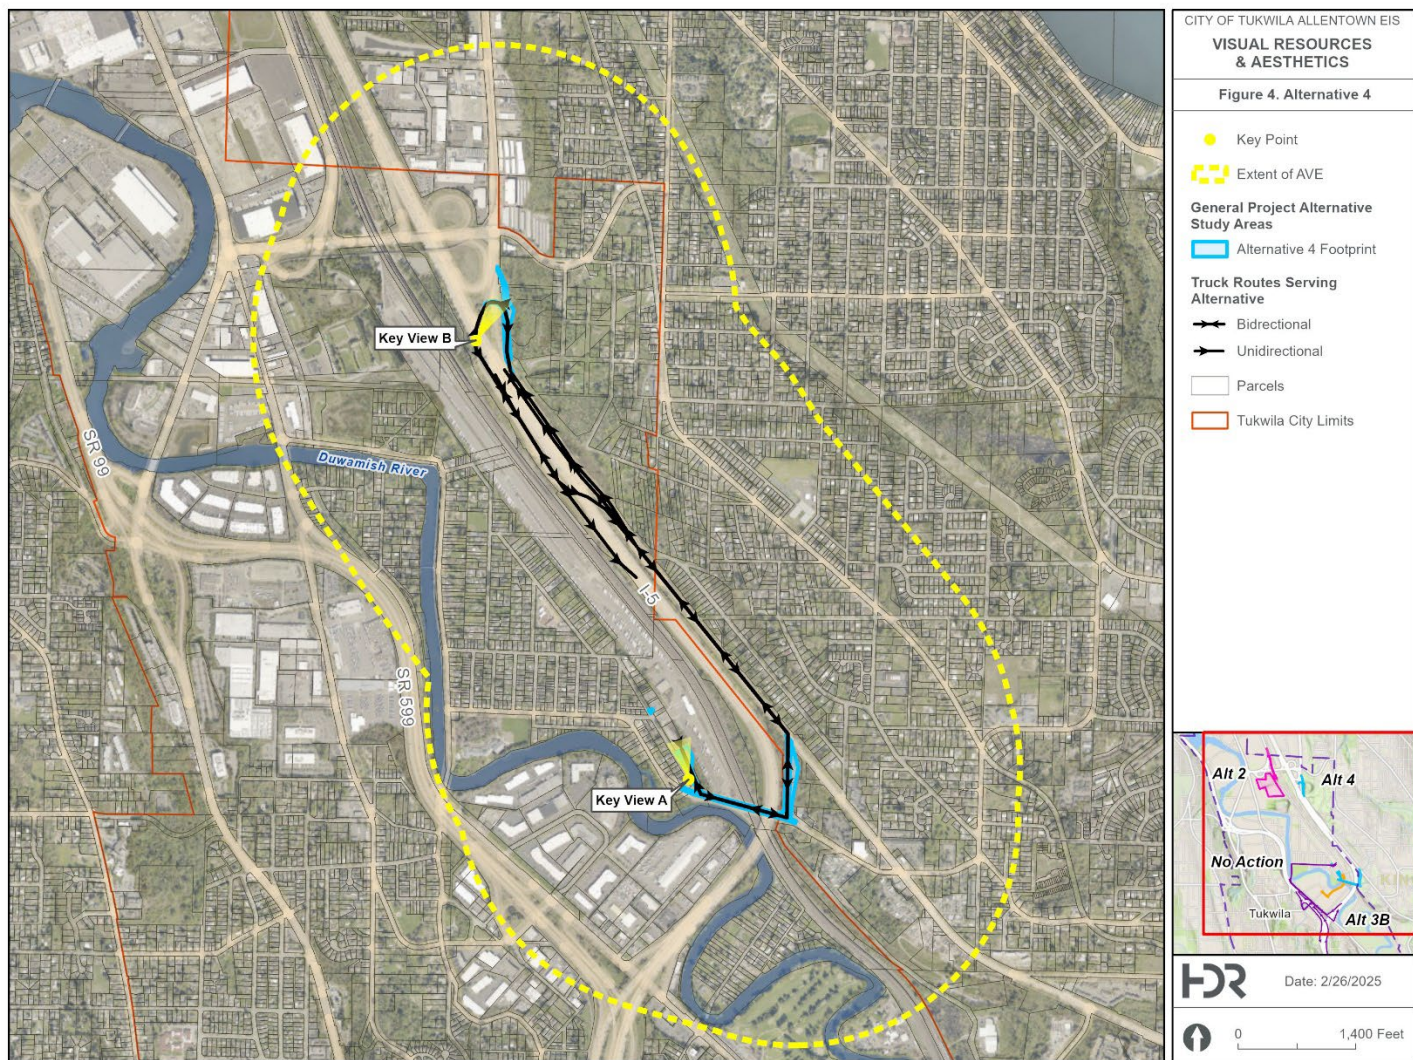 CITY OF TUKWILA ALLENTOWN EIS
VISUAL RESOURCES
& AESTHETICS
Figure 4. Alternative 4
Key Point
Extent of AVE
General Project Alternative
Study Areas
Alternative 4 Footprint
Truck Routes Serving
Alternative
Bidrectional
Unidirectional
Parcels
Tukwila City Limits
Key View B
SR 99
Duwamish River
I-5
SR 599
Key View A
Alt 2
Alt 4
No Action
KIN
Tukwila
Alt 3B
HDR
Date: 2/26/2025
0 1,400 Feet